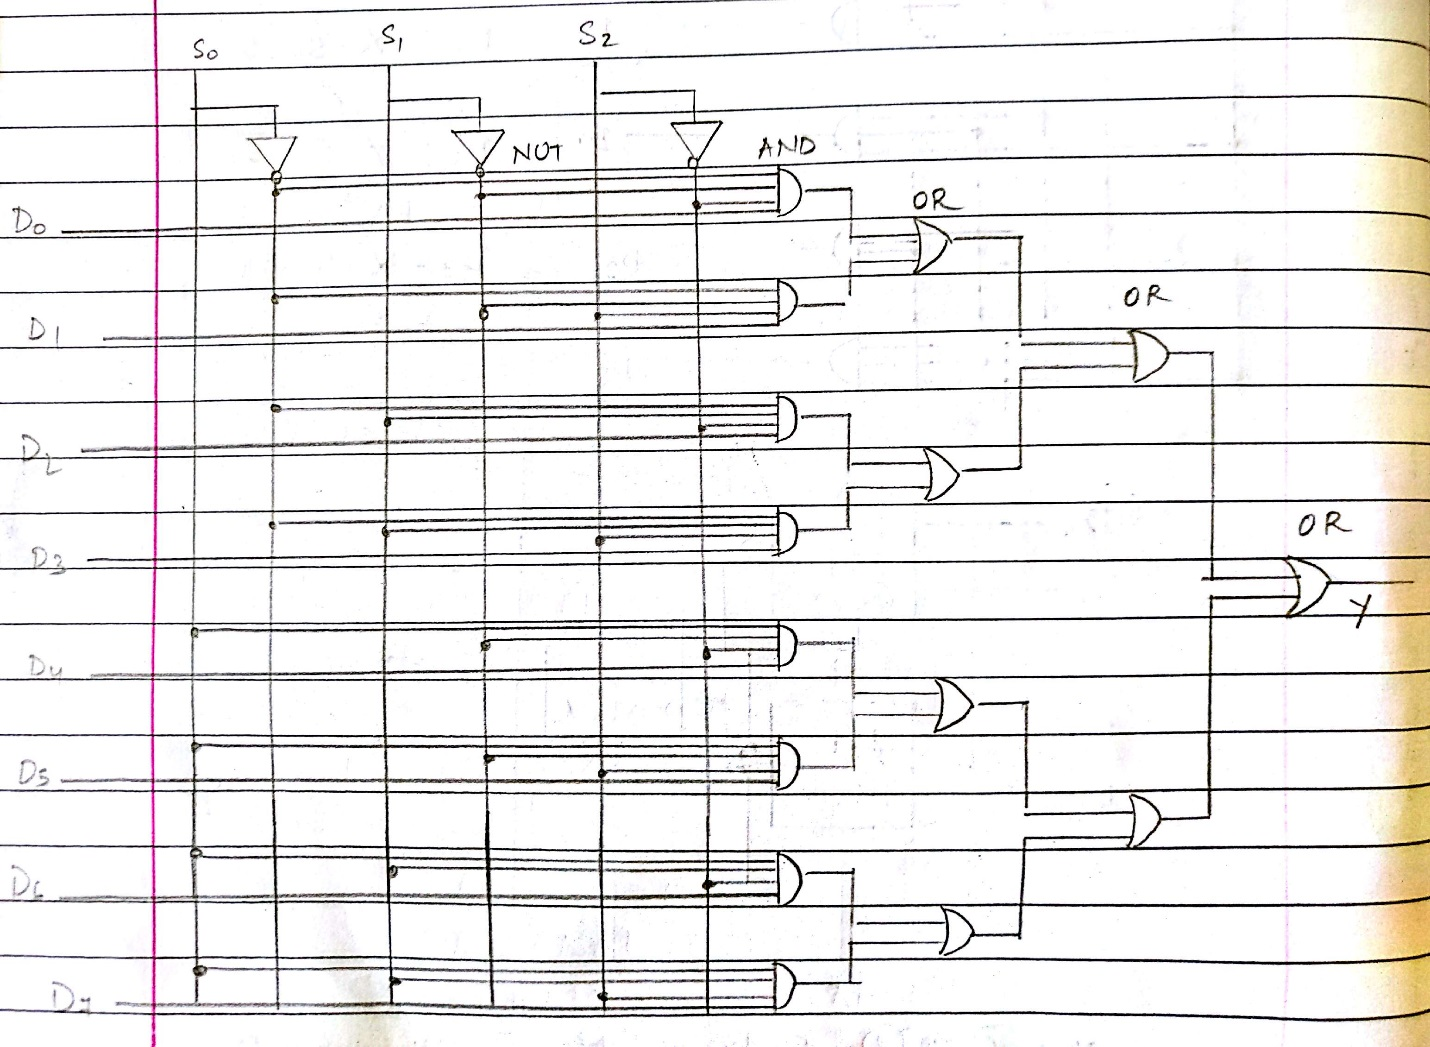 S₀ S₁ S₂
NOT AND
OR
D₀
OR
D₁
D₂
OR
D₃
Y
D₄
D₅
D₆
D₇